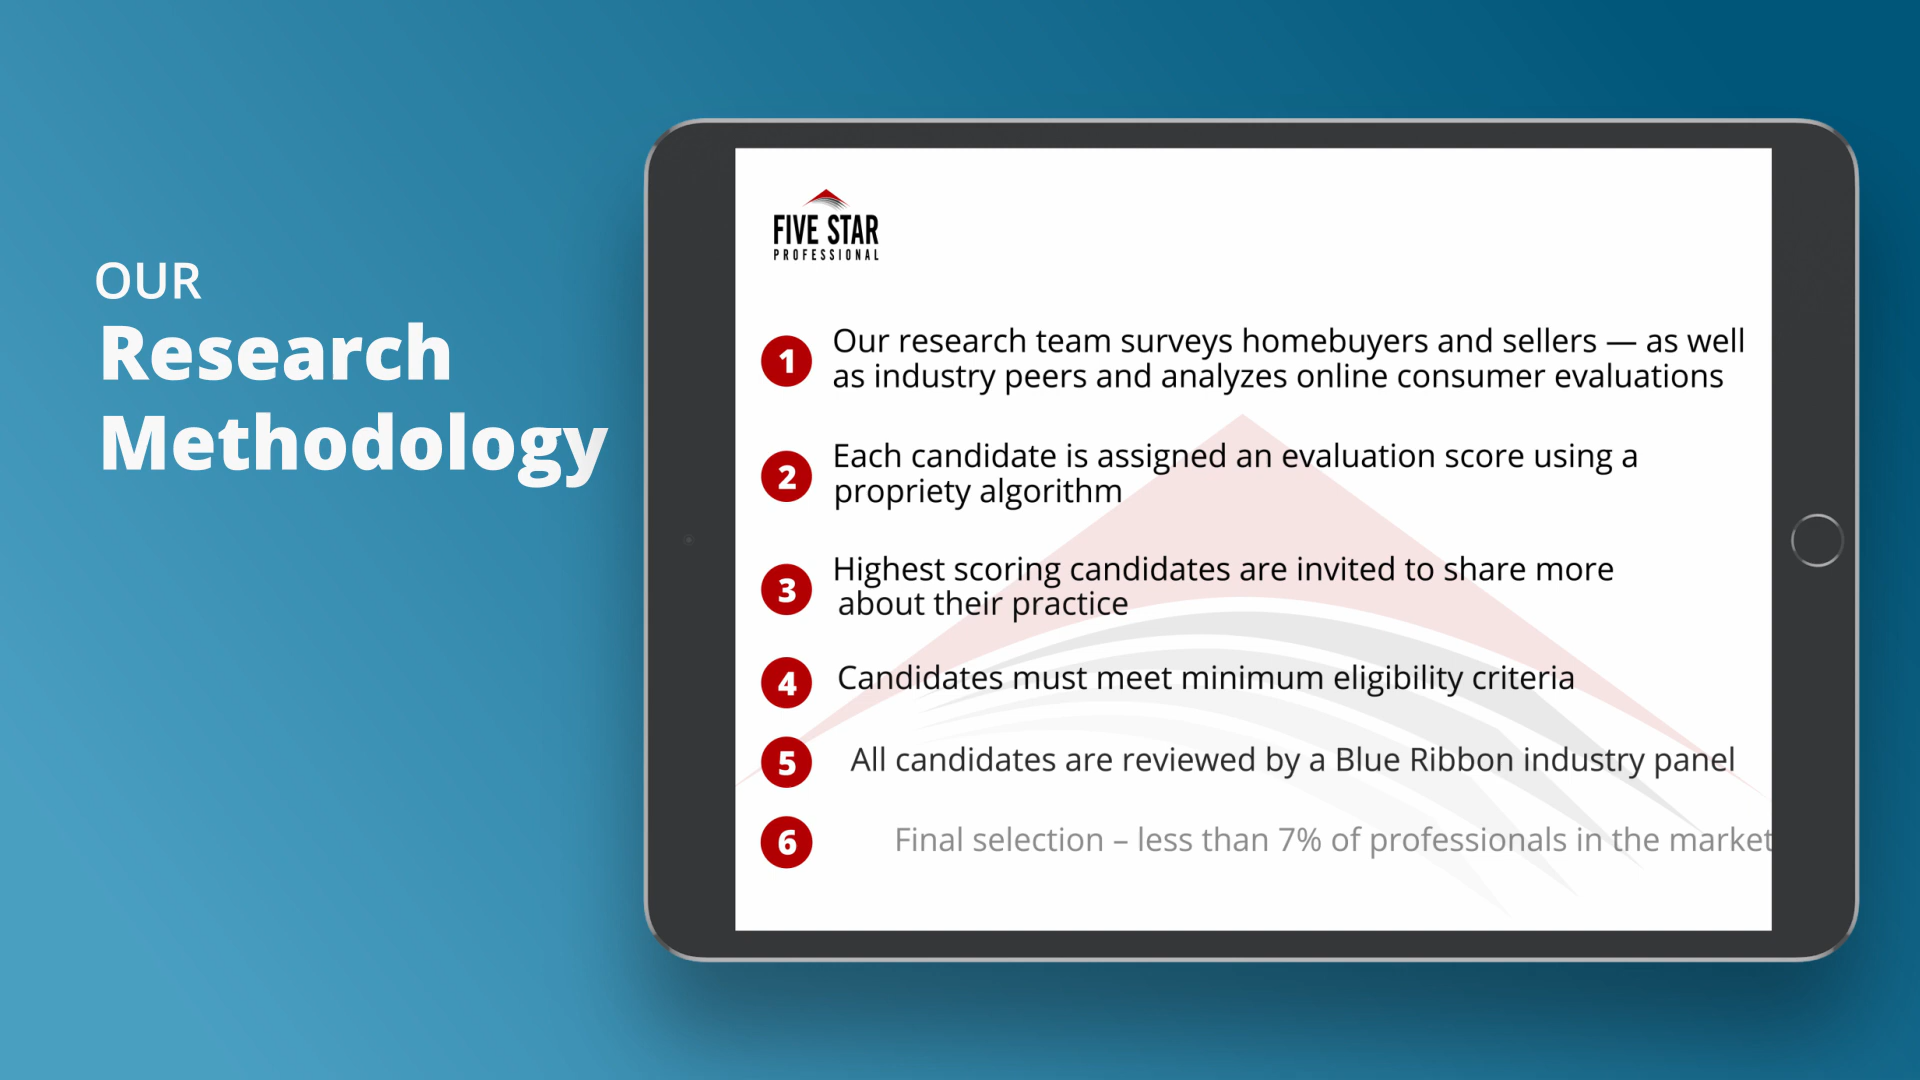 OUR
Research
Methodology
FIVE STAR
PROFESSIONAL
1 Our research team surveys homebuyers and sellers — as well
as industry peers and analyzes online consumer evaluations
2 Each candidate is assigned an evaluation score using a
propriety algorithm
3 Highest scoring candidates are invited to share more
about their practice
4 Candidates must meet minimum eligibility criteria
5 All candidates are reviewed by a Blue Ribbon industry panel
6 Final selection – less than 7% of professionals in the market